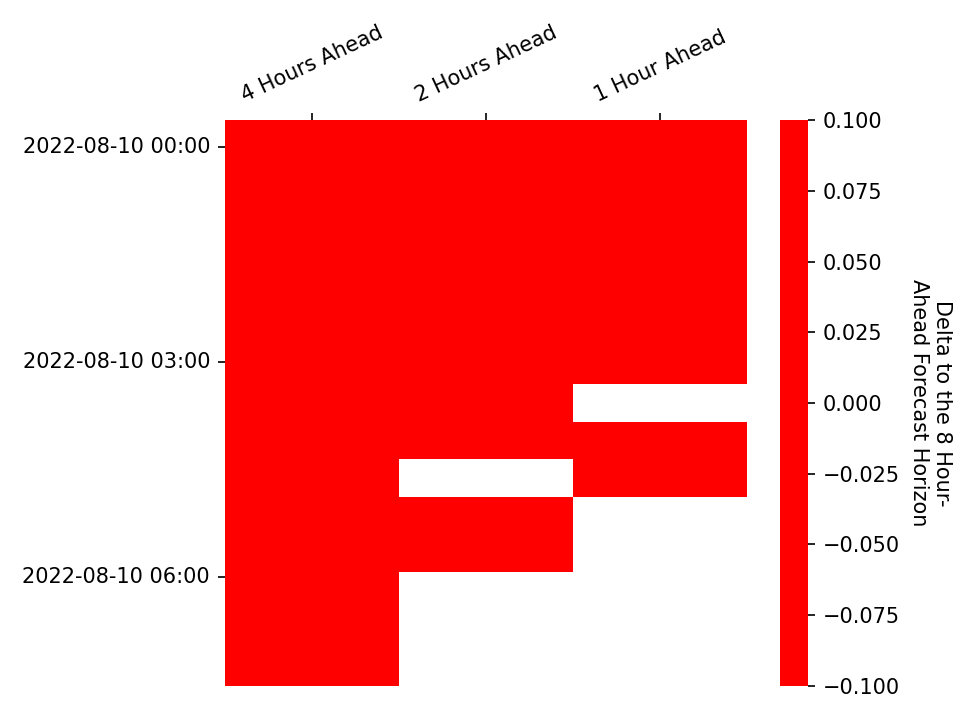 4 Hours Ahead
2 Hours Ahead
1 Hour Ahead
2022-08-10 00:00
2022-08-10 03:00
2022-08-10 06:00
0.100
0.075
0.050
0.025
0.000
−0.025
−0.050
−0.075
−0.100
Delta to the 8 Hour-
Ahead Forecast Horizon